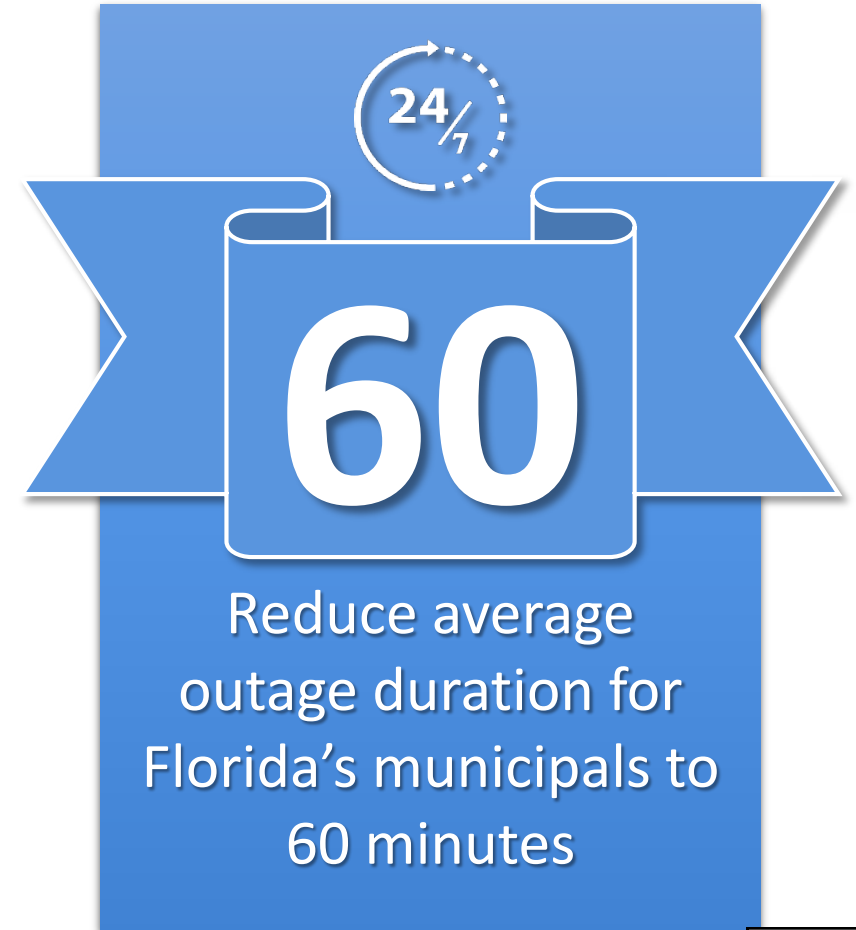 24/7
60
Reduce average
outage duration for
Florida’s municipals to
60 minutes